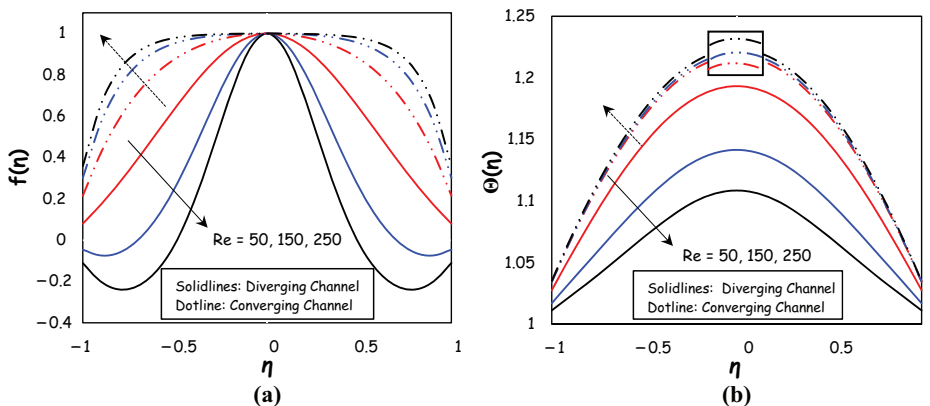 1
0.8
0.6
0.4
0.2
0
−0.2
−0.4
f(η)
Re = 50, 150, 250
Solidlines: Diverging Channel
Dotline: Converging Channel
−1
−0.5
0
0.5
1
η
(a)
1.25
1.2
1.15
1.1
1.05
1
Θ(η)
Re = 50, 150, 250
Solidlines: Diverging Channel
Dotline: Converging Channel
−1
−0.5
0
0.5
η
(b)